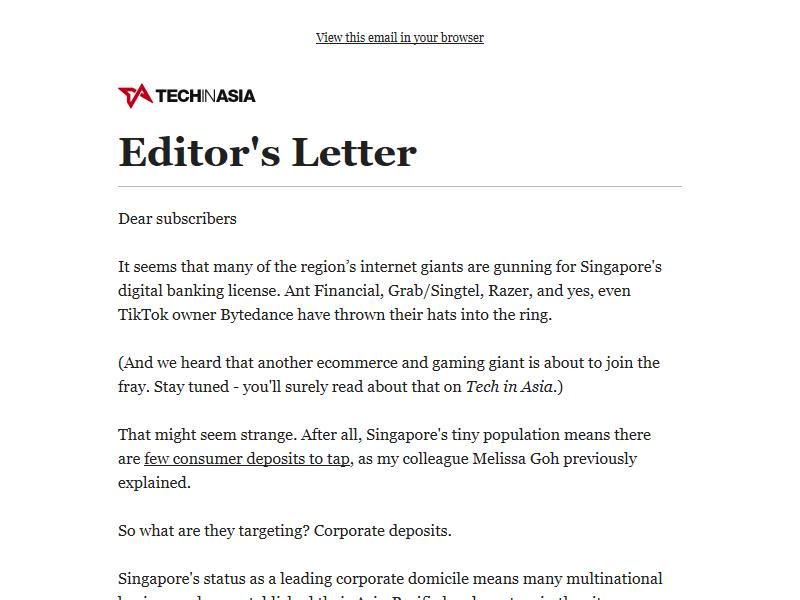 View this email in your browser
TECHINASIA
Editor's Letter
Dear subscribers
It seems that many of the region’s internet giants are gunning for Singapore's
digital banking license. Ant Financial, Grab/Singtel, Razer, and yes, even
TikTok owner Bytedance have thrown their hats into the ring.
(And we heard that another ecommerce and gaming giant is about to join the
fray. Stay tuned - you'll surely read about that on Tech in Asia.)
That might seem strange. After all, Singapore's tiny population means there
are few consumer deposits to tap, as my colleague Melissa Goh previously
explained.
So what are they targeting? Corporate deposits.
Singapore's status as a leading corporate domicile means many multinational